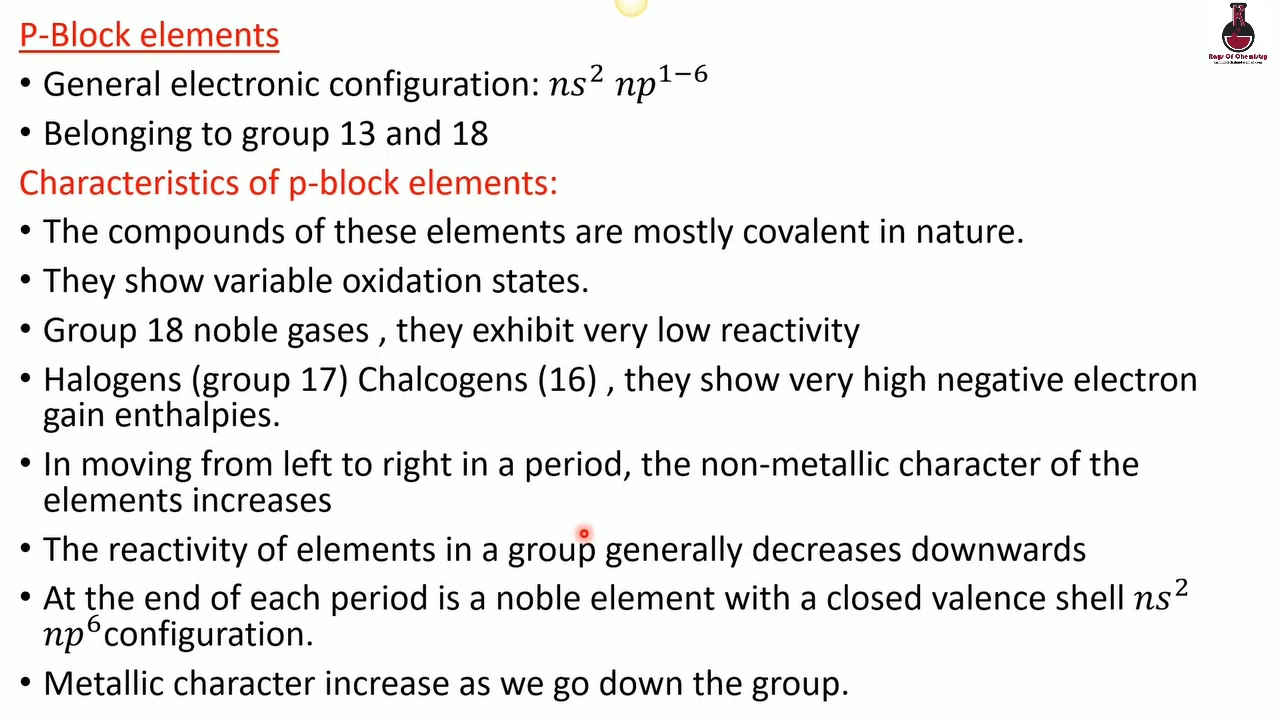 P-Block elements
• General electronic configuration: ns² np¹⁻⁶
• Belonging to group 13 and 18
Characteristics of p-block elements:
• The compounds of these elements are mostly covalent in nature.
• They show variable oxidation states.
• Group 18 noble gases , they exhibit very low reactivity
• Halogens (group 17) Chalcogens (16) , they show very high negative electron
gain enthalpies.
• In moving from left to right in a period, the non-metallic character of the
elements increases
• The reactivity of elements in a group generally decreases downwards
• At the end of each period is a noble element with a closed valence shell ns²
np⁶configuration.
• Metallic character increase as we go down the group.
Rays Of Chemistry